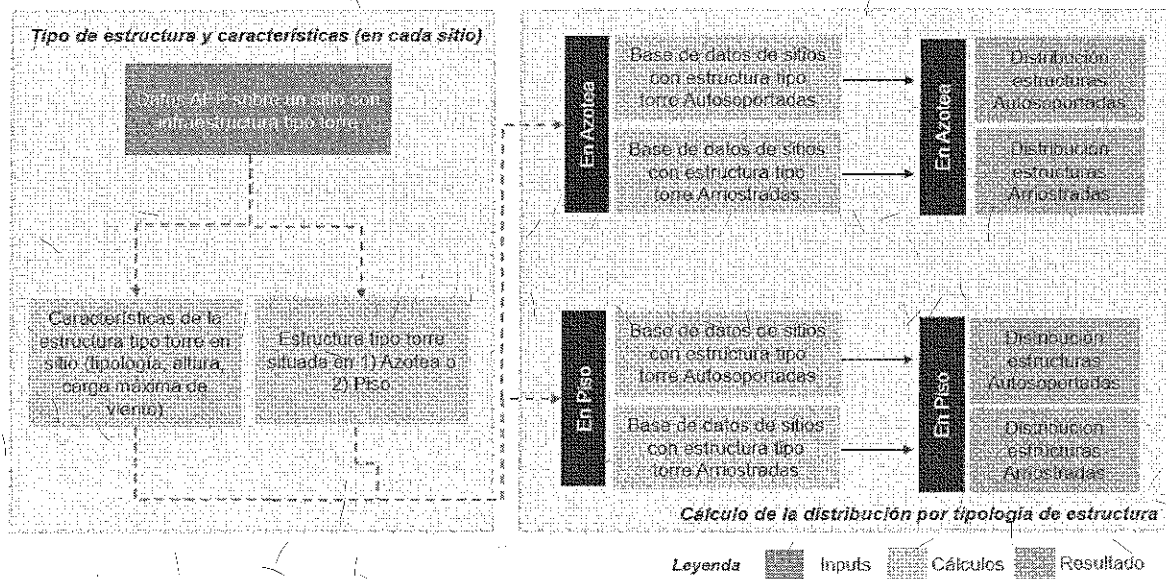 Tipo de estructura y características (en cada sitio)
Datos AEP sobre un sitio con
infraestructura tipo torre
Características de la
estructura tipo torre en
sitio (tipología, altura,
carga máxima de
viento)
Estructura tipo torre
situada en 1) Azotea o
2) Piso
En Azotea
Base de datos de sitios
con estructura tipo
torre Autosoportadas
Base de datos de sitios
con estructura tipo
torre Arriostradas
En Azotea
Distribución
estructuras
Autosoportadas
Distribución
estructuras
Arriostradas
En Piso
Base de datos de sitios
con estructura tipo
torre Autosoportadas
Base de datos de sitios
con estructura tipo
torre Arriostradas
En Piso
Distribución
estructuras
Autosoportadas
Distribución
estructuras
Arriostradas
Cálculo de la distribución por tipología de estructura
Leyenda
Inputs
Cálculos
Resultado